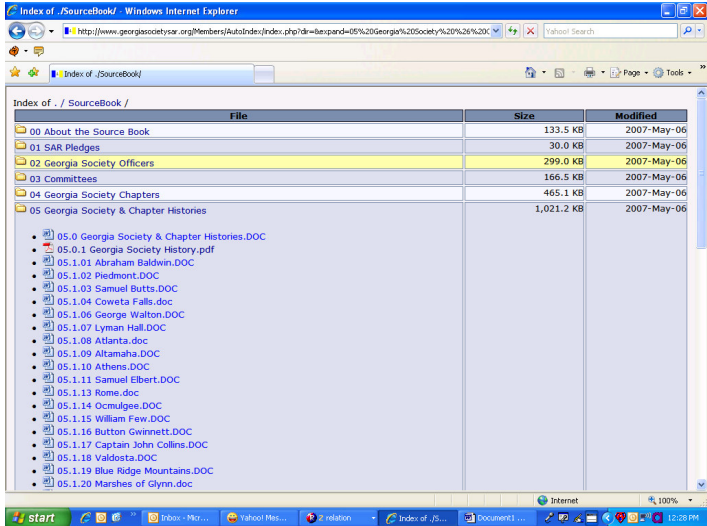 Index of ./SourceBook/ - Windows Internet Explorer
http://www.georgiasocietysar.org/Members/AutoIndex/index.php?dir=&expand=05%20Georgia%20Society%20%26%20C
Yahoo! Search
Index of ./SourceBook/
Page
Tools
Index of . / SourceBook /
File Size Modified
00 About the Source Book 133.5 KB 2007-May-06
01 SAR Pledges 30.0 KB 2007-May-06
02 Georgia Society Officers 299.0 KB 2007-May-06
03 Committees 166.5 KB 2007-May-06
04 Georgia Society Chapters 465.1 KB 2007-May-06
05 Georgia Society & Chapter Histories 1,021.2 KB 2007-May-06
05.0 Georgia Society & Chapter Histories.DOC
05.0.1 Georgia Society History.pdf
05.1.01 Abraham Baldwin.DOC
05.1.02 Piedmont.DOC
05.1.03 Samuel Butts.DOC
05.1.04 Coweta Falls.doc
05.1.06 George Walton.DOC
05.1.07 Lyman Hall.DOC
05.1.08 Atlanta.doc
05.1.09 Altamaha.DOC
05.1.10 Athens.DOC
05.1.11 Samuel Elbert.DOC
05.1.13 Rome.doc
05.1.14 Ocmulgee.DOC
05.1.15 William Few.DOC
05.1.16 Button Gwinnett.DOC
05.1.17 Captain John Collins.DOC
05.1.18 Valdosta.DOC
05.1.19 Blue Ridge Mountains.DOC
05.1.20 Marshes of Glynn.doc
Internet 100%
start Inbox - Micr... Yahoo! Mes... 2 relation Index of ./S... Document1 ... 12:28 PM